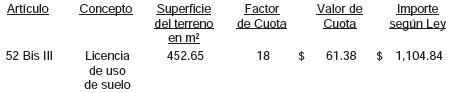 Artículo Concepto Superficie Factor Valor de Importe
del terreno de Cuota Cuota según Ley
en m²
52 Bis III Licencia 452.65 18 $ 61.38 $ 1,104.84
de uso
de suelo